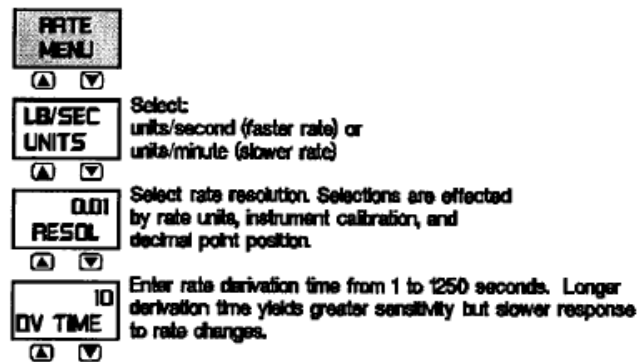 RATE
MENU
LB/SEC
UNITS
Select:
units/second (faster rate) or
units/minute (slower rate)
0.01
RESOL
Select rate resolution. Selections are effected
by rate units, instrument calibration, and
decimal point position.
10
DV TIME
Enter rate derivation time from 1 to 1250 seconds. Longer
derivation time yields greater sensitivity but slower response
to rate changes.